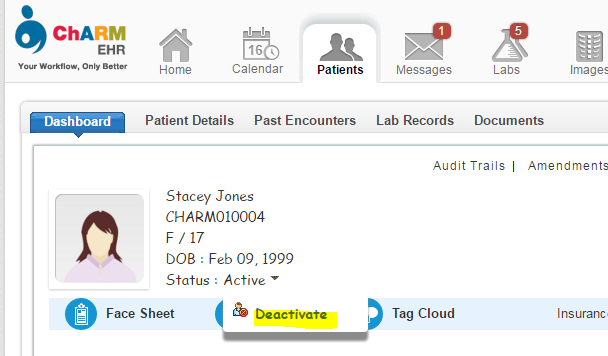 ChARM
EHR
Your Workflow, Only Better
Home
16
Calendar
Patients
1
Messages
5
Labs
Images
Dashboard
Patient Details
Past Encounters
Lab Records
Documents
Audit Trails |
Amendments
Stacey Jones
CHARM010004
F / 17
DOB : Feb 09, 1999
Status : Active
Face Sheet
Deactivate
Tag Cloud
Insurance